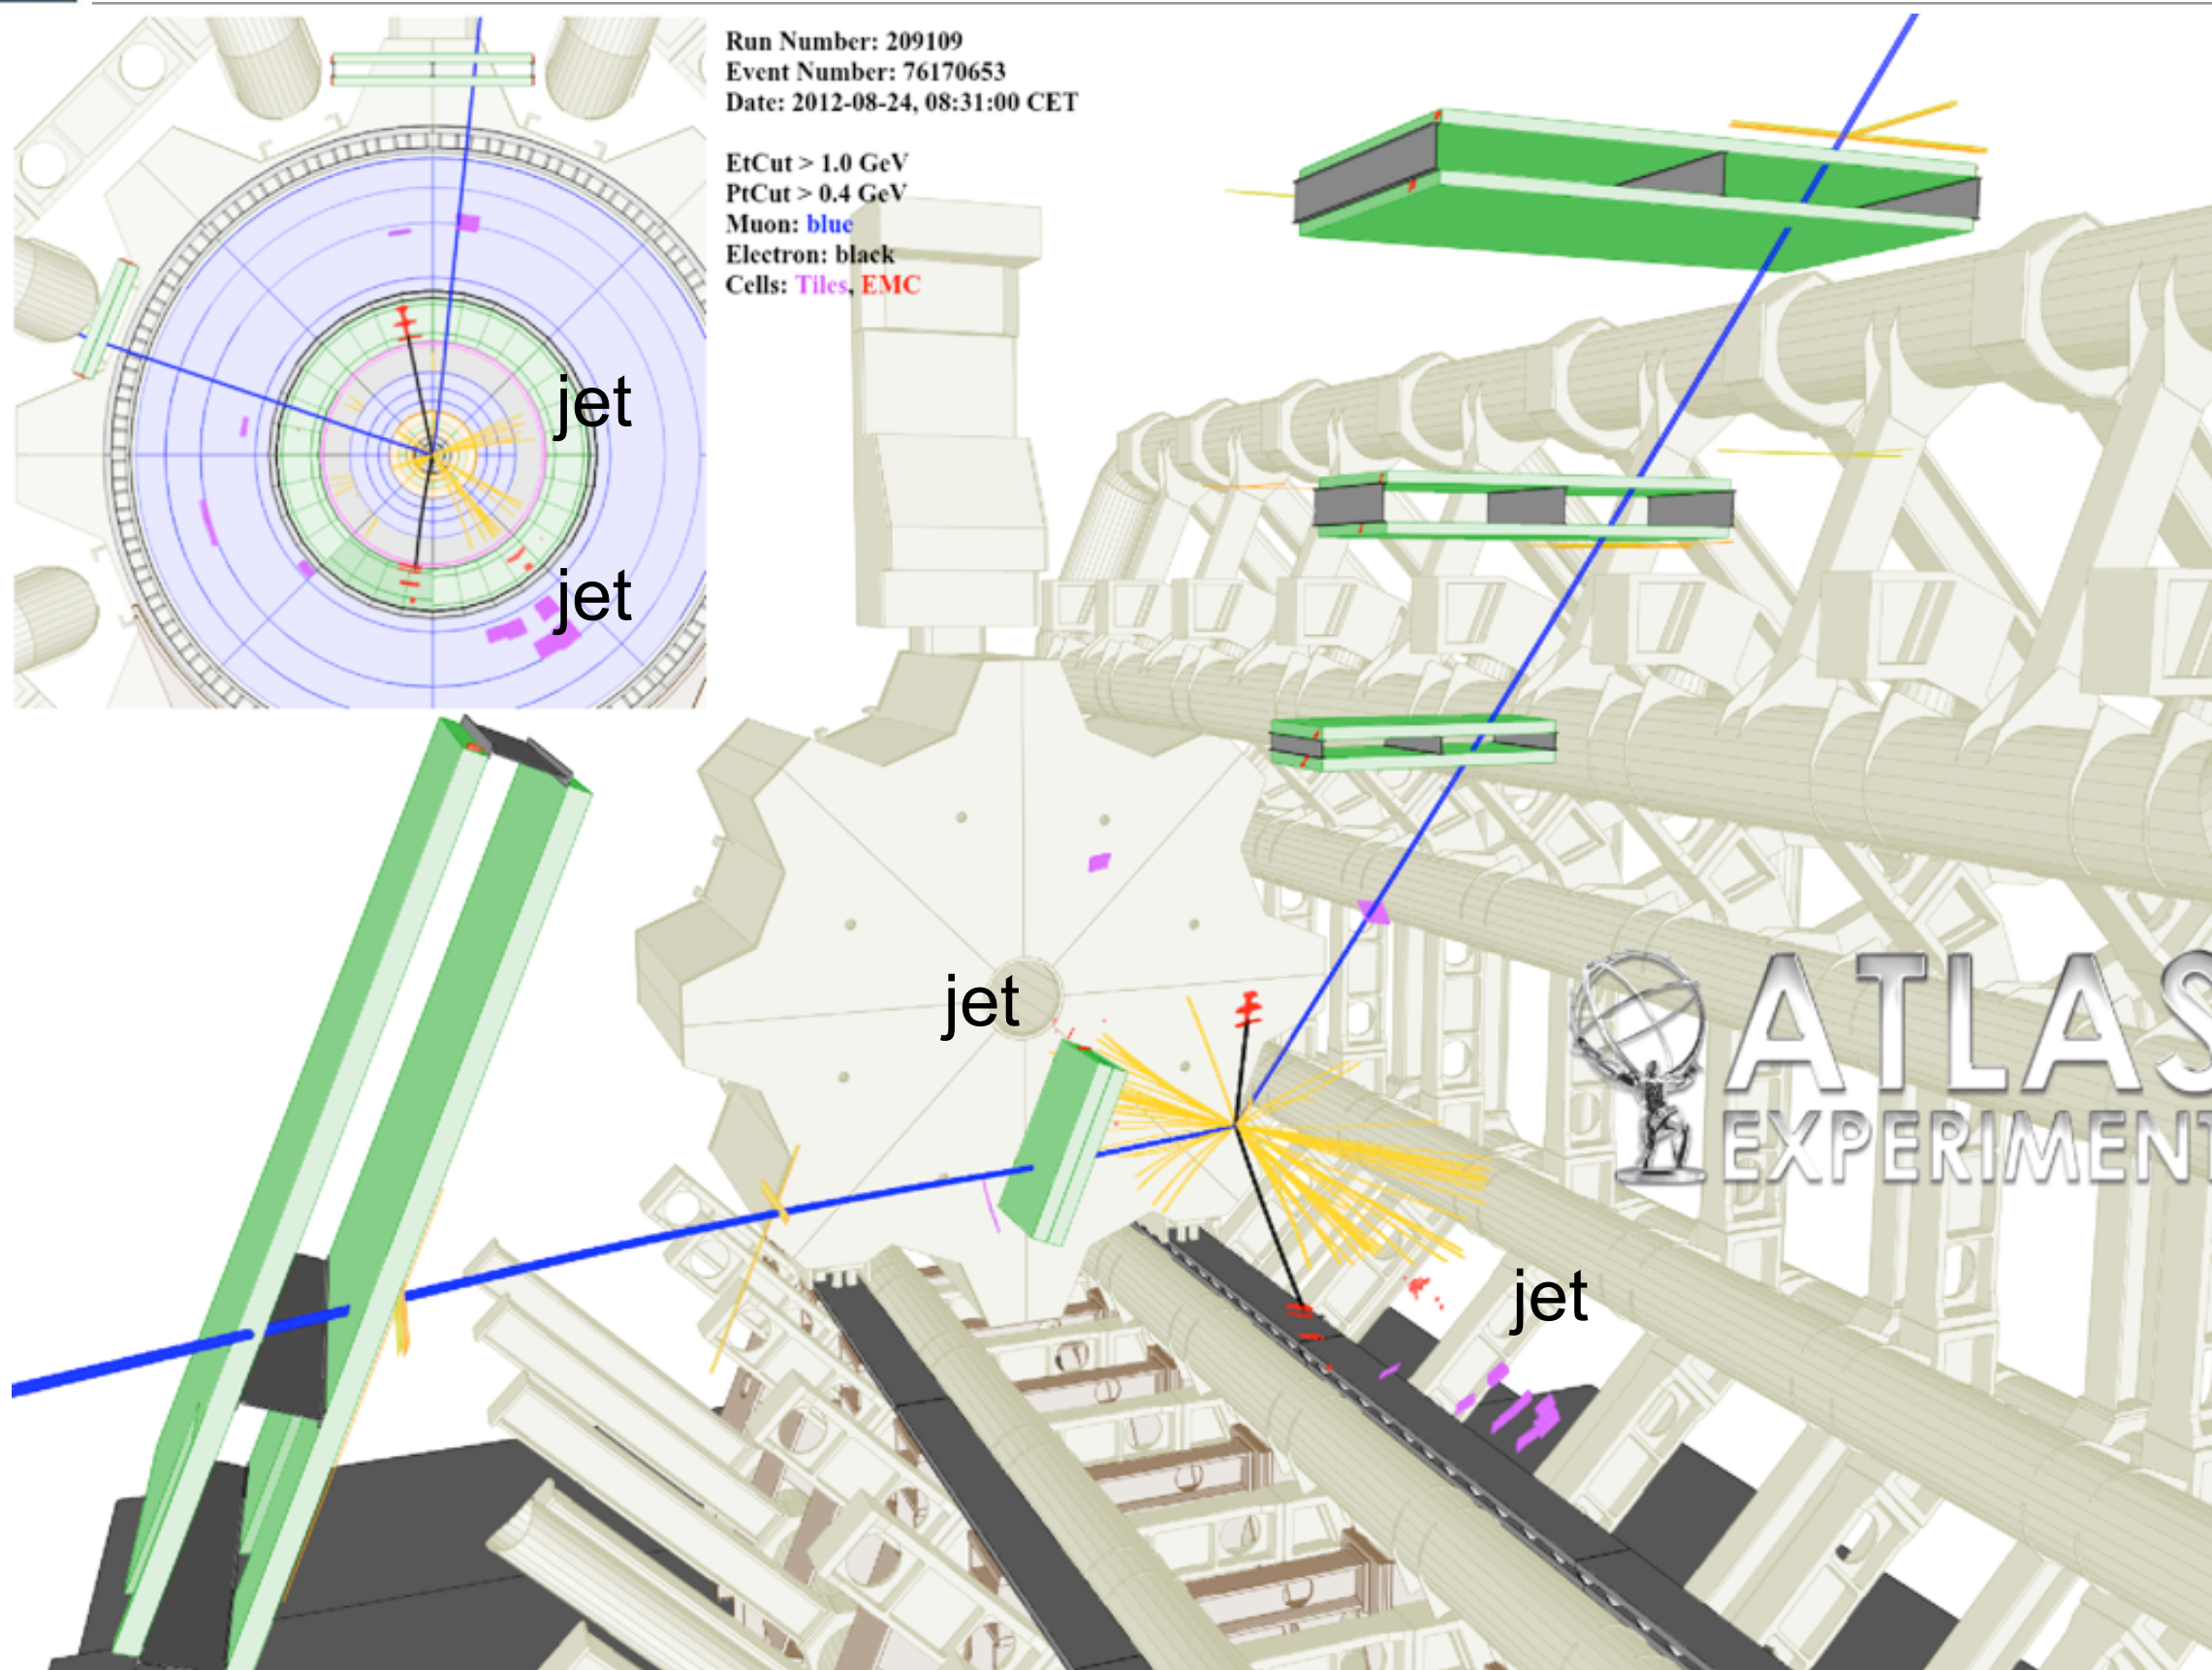 Run Number: 209109
Event Number: 76170653
Date: 2012-08-24, 08:31:00 CET
EtCut > 1.0 GeV
PtCut > 0.4 GeV
Muon: blue
Electron: black
Cells: Tiles, EMC
jet
jet
jet
jet
ATLAS
EXPERIMENT